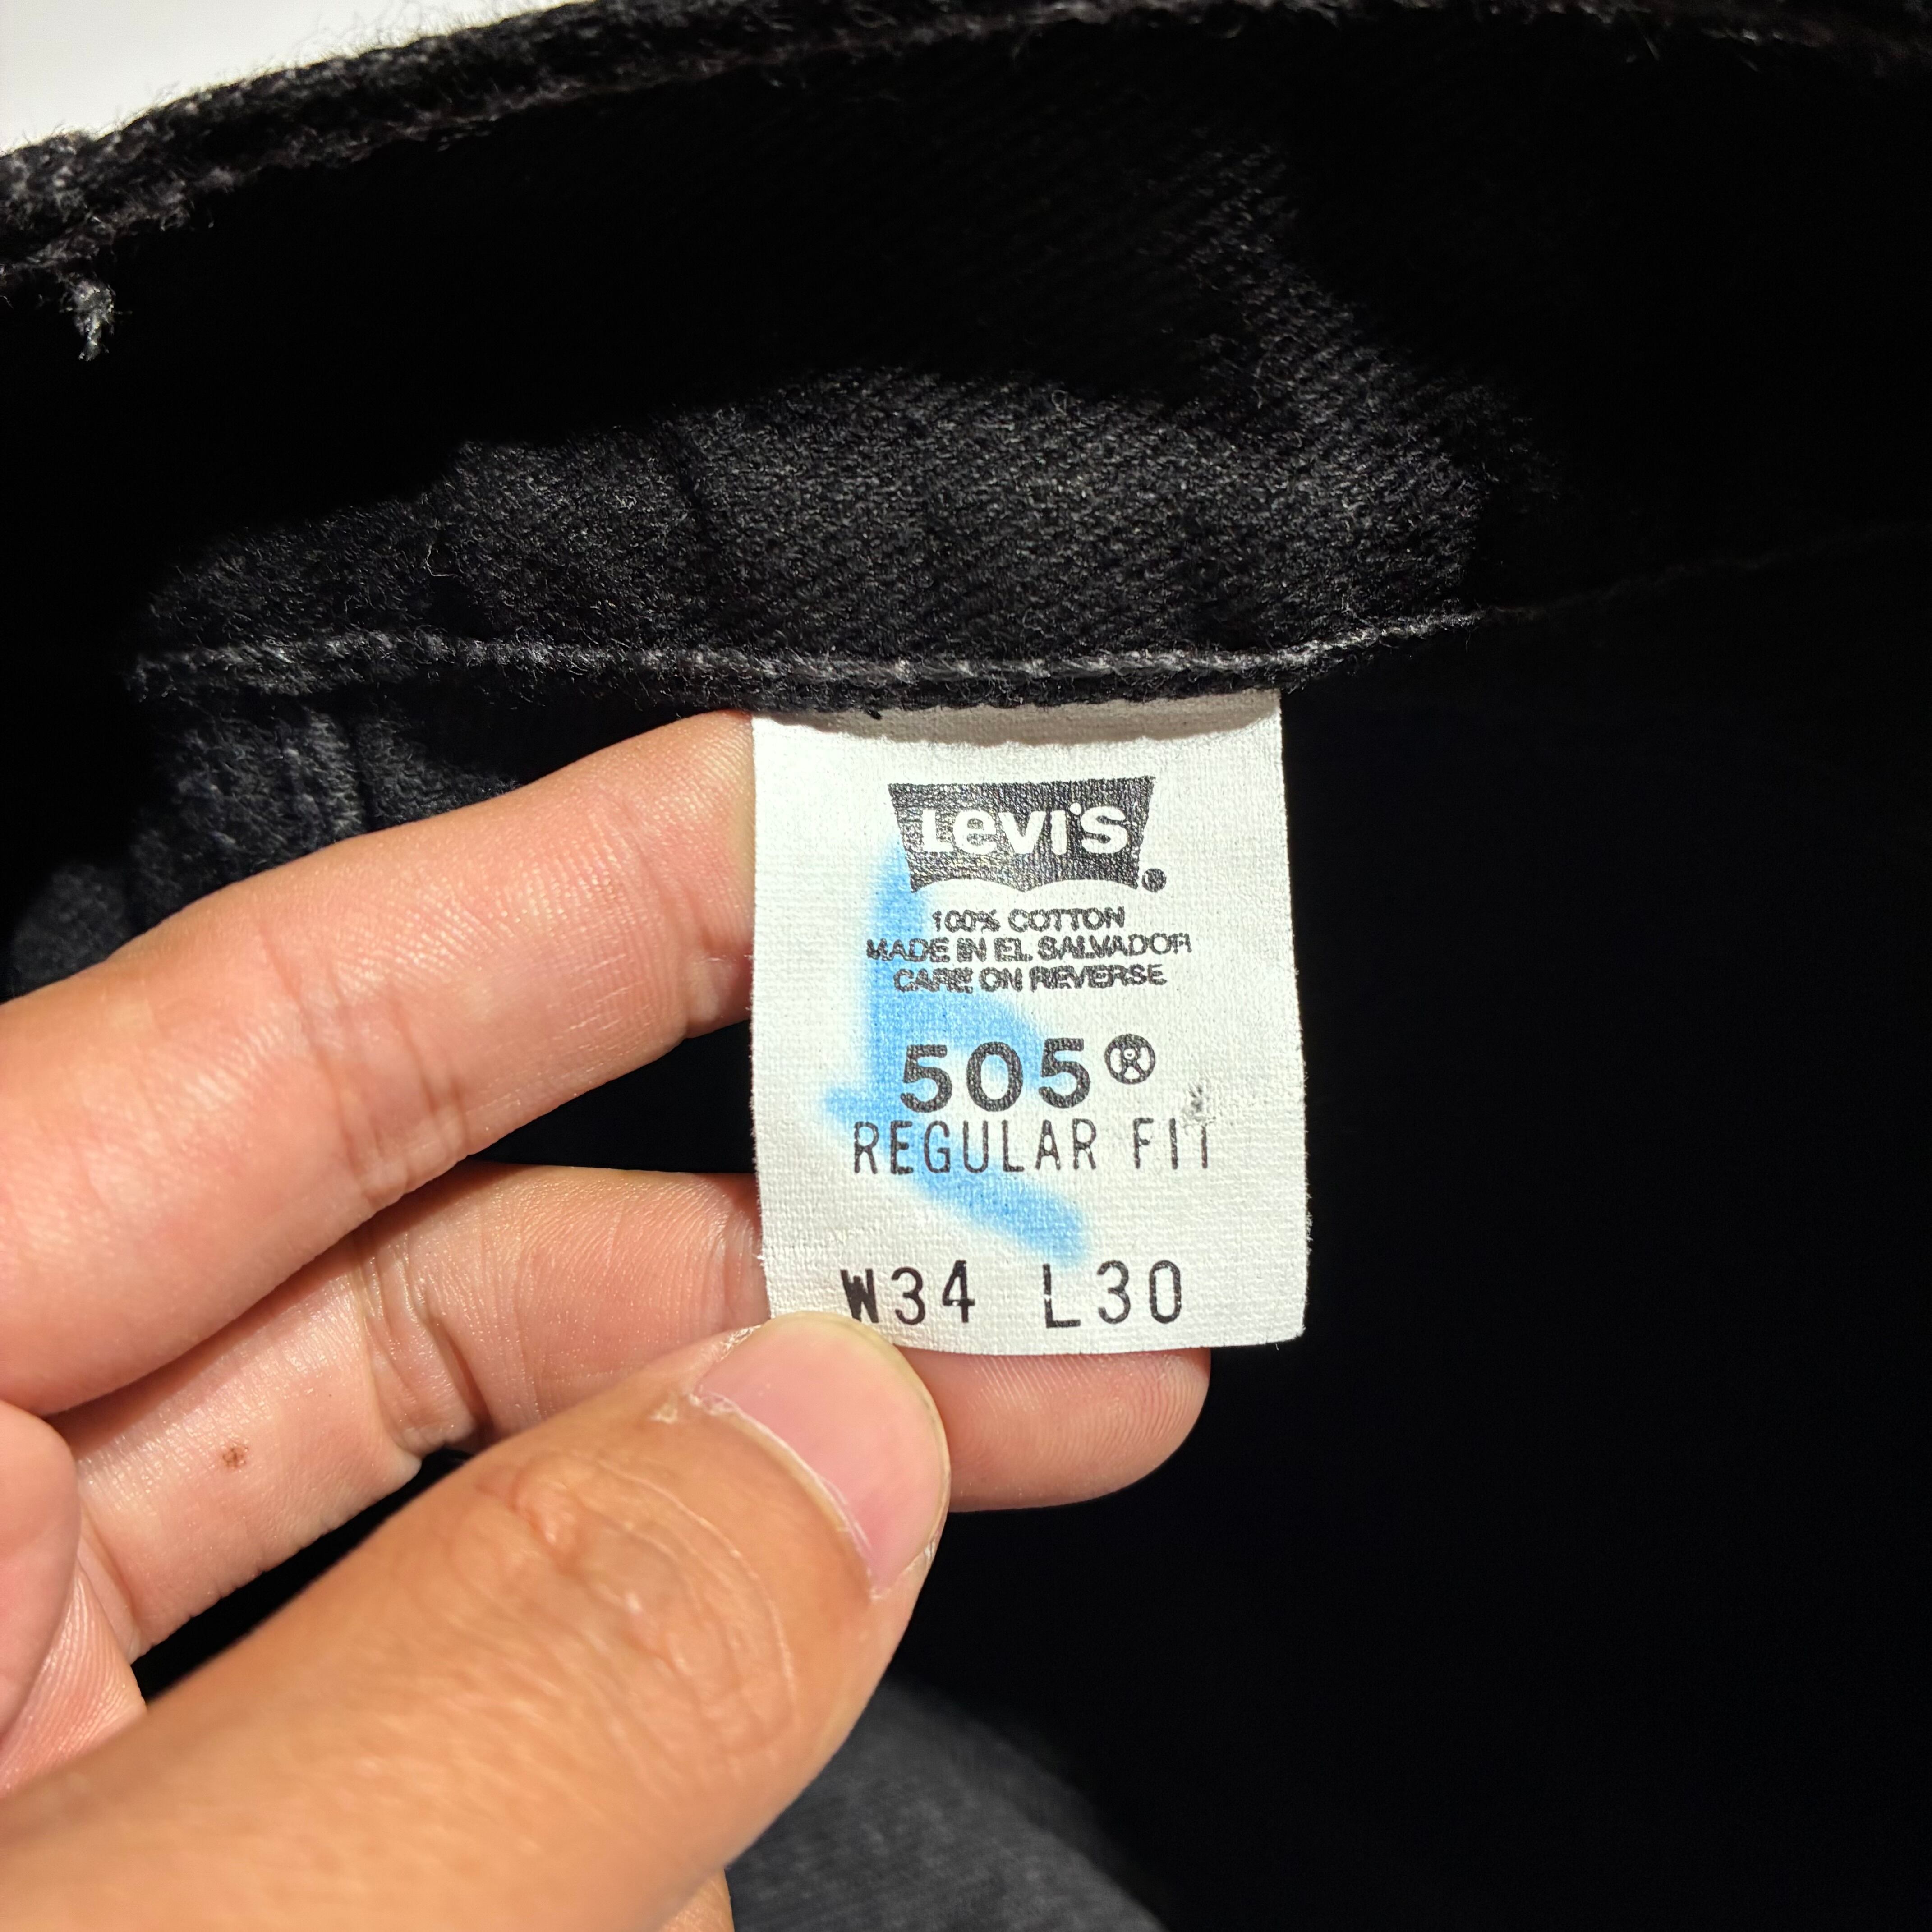 Levi's®
100% COTTON
MADE IN EL SALVADOR
CARE ON REVERSE
505®
REGULAR FIT
W34 L30